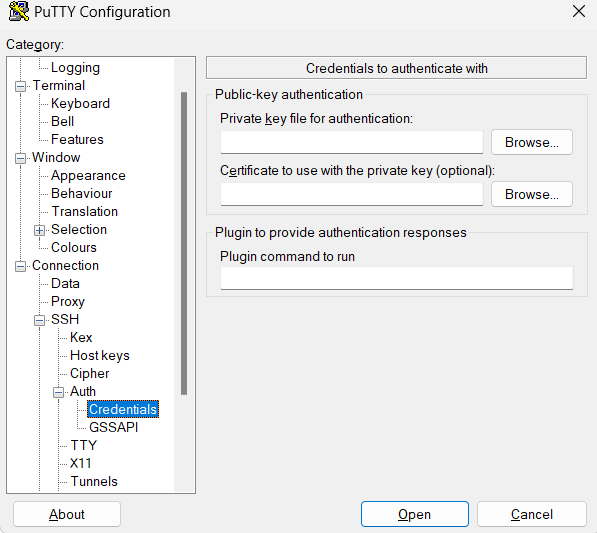 PuTTY Configuration
Category:
Logging
Terminal
Keyboard
Bell
Features
Window
Appearance
Behaviour
Translation
Selection
Colours
Connection
Data
Proxy
SSH
Kex
Host keys
Cipher
Auth
Credentials
GSSAPI
TTY
X11
Tunnels
Credentials to authenticate with
Public-key authentication
Private key file for authentication:
Browse...
Certificate to use with the private key (optional):
Browse...
Plugin to provide authentication responses
Plugin command to run
About
Open
Cancel